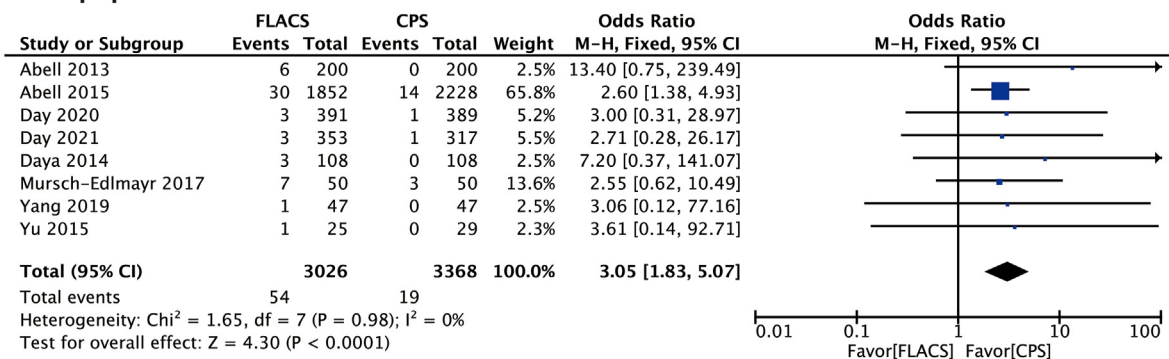 FLACS CPS Odds Ratio Odds Ratio
Study or Subgroup Events Total Events Total Weight M-H, Fixed, 95% CI M-H, Fixed, 95% CI
Abell 2013 6 200 0 200 2.5% 13.40 [0.75, 239.49]
Abell 2015 30 1852 14 2228 65.8% 2.60 [1.38, 4.93]
Day 2020 3 391 1 389 5.2% 3.00 [0.31, 28.97]
Day 2021 3 353 1 317 5.5% 2.71 [0.28, 26.17]
Daya 2014 3 108 0 108 2.5% 7.20 [0.37, 141.07]
Mursch-Edlmayr 2017 7 50 3 50 13.6% 2.55 [0.62, 10.49]
Yang 2019 1 47 0 47 2.5% 3.06 [0.12, 77.16]
Yu 2015 1 25 0 29 2.3% 3.61 [0.14, 92.71]
Total (95% CI) 3026 3368 100.0% 3.05 [1.83, 5.07]
Total events 54 19
Heterogeneity: Chi² = 1.65, df = 7 (P = 0.98); I² = 0%
Test for overall effect: Z = 4.30 (P < 0.0001)
0.01 0.1 1 10 100
Favor[FLACS] Favor[CPS]